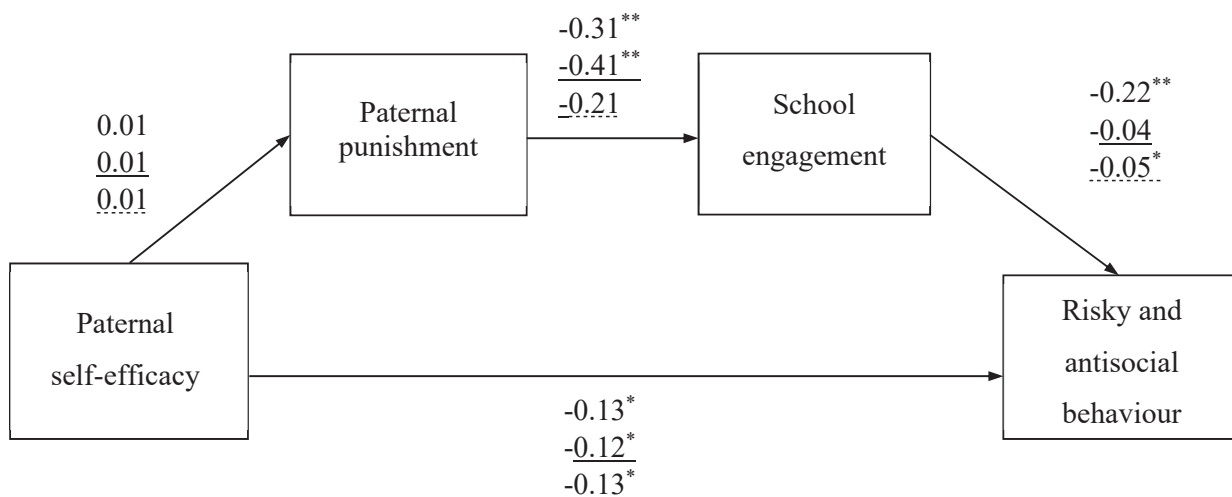 -0.31**
-0.41**
-0.21
Paternal
punishment
School
engagement
-0.22**
-0.04
-0.05*
0.01
0.01
0.01
Paternal
self-efficacy
Risky and
antisocial
behaviour
-0.13*
-0.12*
-0.13*